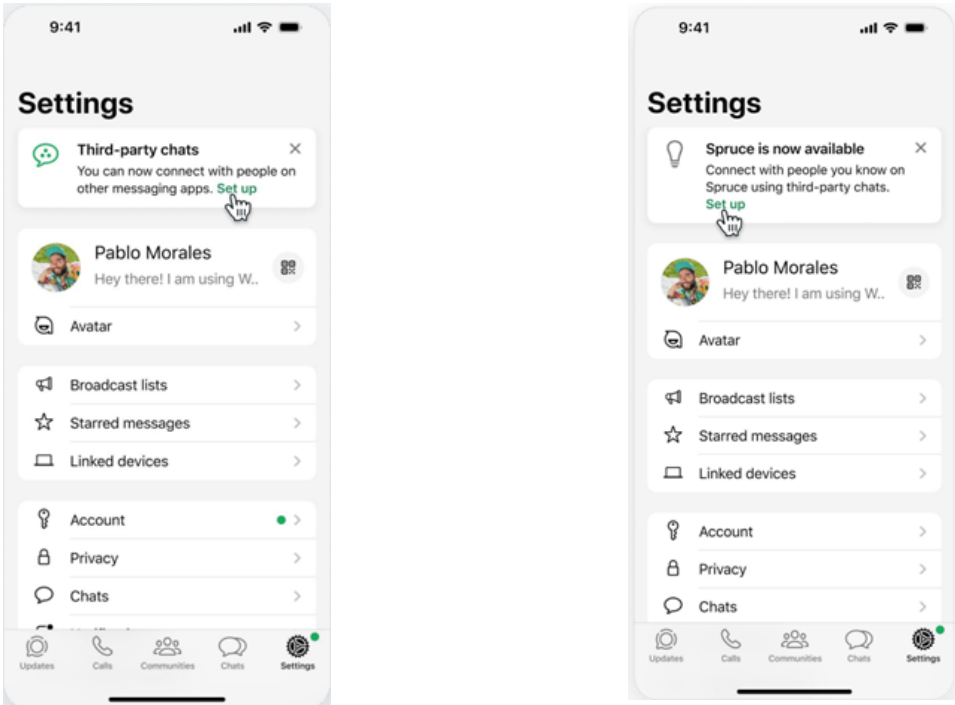 9:41
Settings
Third-party chats
You can now connect with people on
other messaging apps. Set up
Pablo Morales
Hey there! I am using W..
Avatar
Broadcast lists
Starred messages
Linked devices
Account
Privacy
Chats
Updates
Calls
Communities
Chats
Settings
9:41
Settings
Spruce is now available
Connect with people you know on
Spruce using third-party chats.
Set up
Pablo Morales
Hey there! I am using W..
Avatar
Broadcast lists
Starred messages
Linked devices
Account
Privacy
Chats
Updates
Calls
Communities
Chats
Settings